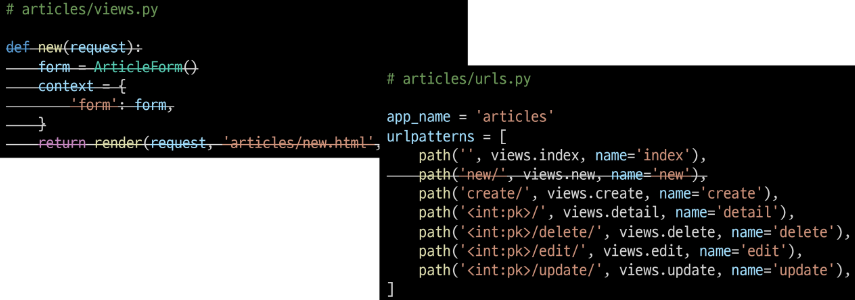 # articles/views.py
def new(request):
form = ArticleForm()
context = {
'form': form,
}
return render(request, 'articles/new.html',
# articles/urls.py
app_name = 'articles'
urlpatterns = [
path('', views.index, name='index'),
path('new/', views.new, name='new'),
path('create/', views.create, name='create'),
path('<int:pk>/', views.detail, name='detail'),
path('<int:pk>/delete/', views.delete, name='delete'),
path('<int:pk>/edit/', views.edit, name='edit'),
path('<int:pk>/update/', views.update, name='update'),
]